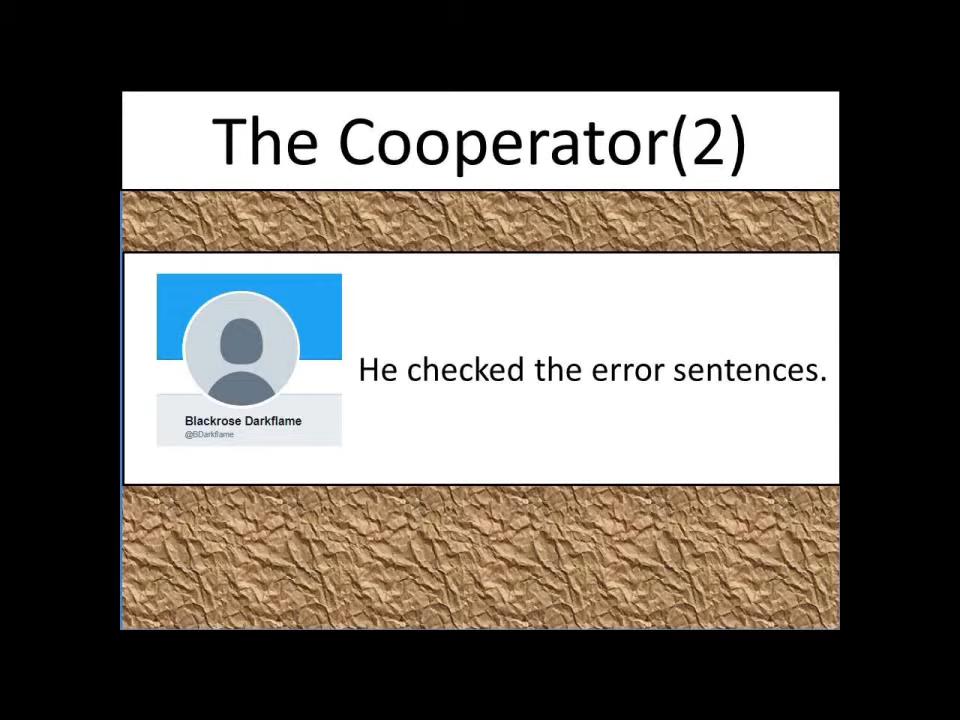 The Cooperator(2)
He checked the error sentences.
Blackrose Darkflame
@BDarkflame